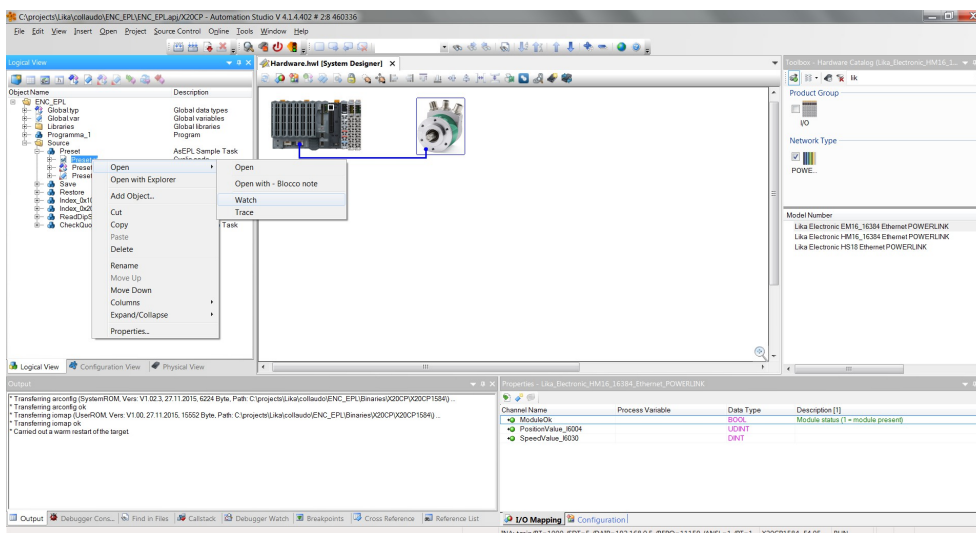 C:\projects\Lika\collaudo\ENC_EPL\ENC_EPL.apj/X20CP - Automation Studio V 4.1.4.402 # 2:8 460336
File Edit View Insert Open Project Source Control Online Tools Window Help
Logical View
Object Name Description
ENC_EPL
Global.typ Global data types
Global.var Global variables
Libraries Global libraries
Programma_1 Program
Source
Preset AsEPL Sample Task
Save
Restore
CheckQuo Task
Open
Open with Explorer
Add Object...
Cut
Copy
Paste
Delete
Rename
Move Up
Move Down
Columns
Expand/Collapse
Properties...
Open
Open with - Blocco note
Watch
Trace
Logical View Configuration View Physical View
Hardware.hwl [System Designer] X
Toolbox - Hardware Catalog (Lika_Electronic_HM16_1...
lik
Product Group
I/O
Network Type
POWE...
Model Number
Lika Electronic EM16_16384 Ethernet POWERLINK
Lika Electronic HM16_16384 Ethernet POWERLINK
Lika Electronic HS18 Ethernet POWERLINK
Output
* Transferring arconfig (SystemROM, Vers: V1.02.3, 27.11.2015, 6224 Byte, Path: C:\projects\Lika\collaudo\ENC_EPL\Binaries\X20CP\X20CP1584\) ...
* Transferring arconfig ok
* Transferring iomap (UserROM, Vers: V1.00, 27.11.2015, 15552 Byte, Path: C:\projects\Lika\collaudo\ENC_EPL\Binaries\X20CP\X20CP1584\) ...
* Transferring iomap ok
* Carried out a warm restart of the target.
Output Debugger Cons... Find in Files Callstack Debugger Watch Breakpoints Cross Reference Reference List
Properties - Lika_Electronic_HM16_16384_Ethernet_POWERLINK
Channel Name Process Variable Data Type Description [1]
ModuleOk BOOL Module status (1 = module present)
PositionValue_I6004 UDINT
SpeedValue_I6030 DINT
I/O Mapping Configuration